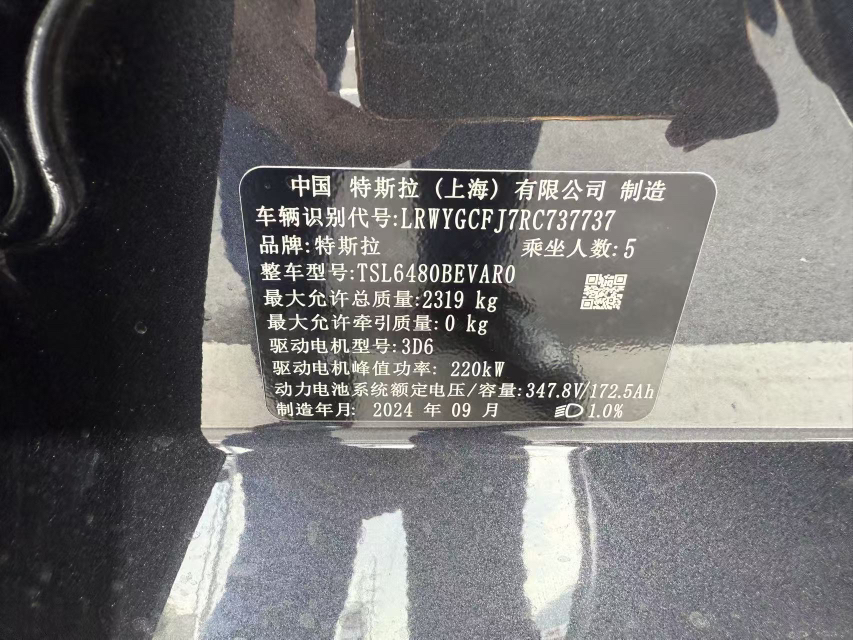 中国 特斯拉（上海）有限公司 制造
车辆识别代号:LRWYGCFJ7RC737737
品牌:特斯拉 乘坐人数:5
整车型号:TSL6480BEVAR0
最大允许总质量:2319 kg
最大允许牵引质量:0 kg
驱动电机型号:3D6
驱动电机峰值功率: 220kW
动力电池系统额定电压/容量:347.8V/172.5Ah
制造年月: 2024 年 09 月 1.0%